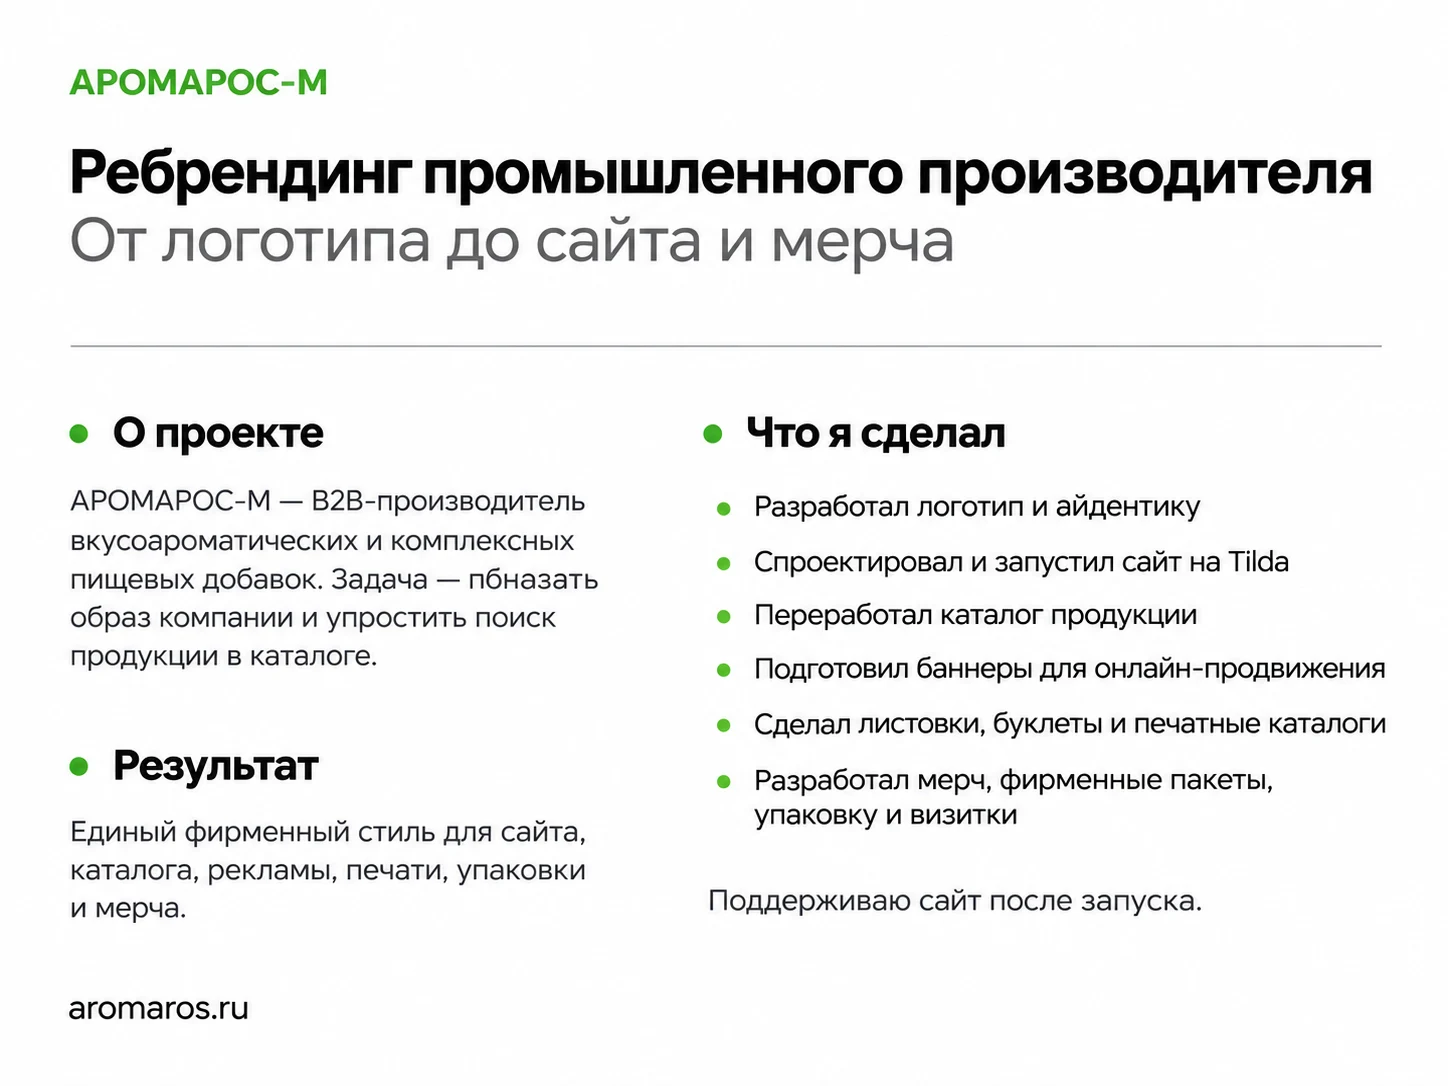 АРОМАРОС-М
Ребрендинг промышленного производителя
От логотипа до сайта и мерча
О проекте
АРОМАРОС-М — B2B-производитель
вкусоароматических и комплексных
пищевых добавок. Задача — пбназать
образ компании и упростить поиск
продукции в каталоге.
Результат
Единый фирменный стиль для сайта,
каталога, рекламы, печати, упаковки
и мерча.
aromaros.ru
Что я сделал
Разработал логотип и айдентику
Спроектировал и запустил сайт на Tilda
Переработал каталог продукции
Подготовил баннеры для онлайн-продвижения
Сделал листовки, буклеты и печатные каталоги
Разработал мерч, фирменные пакеты,
упаковку и визитки
Поддерживаю сайт после запуска.